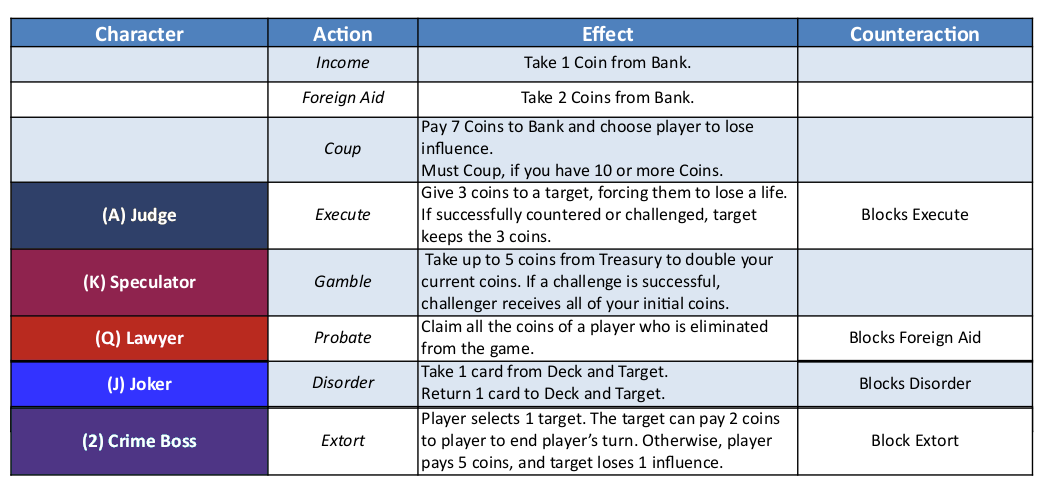 Character Action Effect Counteraction
Income Take 1 Coin from Bank.
Foreign Aid Take 2 Coins from Bank.
Coup
Pay 7 Coins to Bank and choose player to lose
influence.
Must Coup, if you have 10 or more Coins.
(A) Judge
Execute
Give 3 coins to a target, forcing them to lose a life.
If successfully countered or challenged, target
keeps the 3 coins.
Blocks Execute
(K) Speculator
Gamble
Take up to 5 coins from Treasury to double your
current coins. If a challenge is successful,
challenger receives all of your initial coins.
(Q) Lawyer
Probate
Claim all the coins of a player who is eliminated
from the game.
Blocks Foreign Aid
(J) Joker
Disorder
Take 1 card from Deck and Target.
Return 1 card to Deck and Target.
Blocks Disorder
(2) Crime Boss
Extort
Player selects 1 target. The target can pay 2 coins
to player to end player’s turn. Otherwise, player
pays 5 coins, and target loses 1 influence.
Block Extort